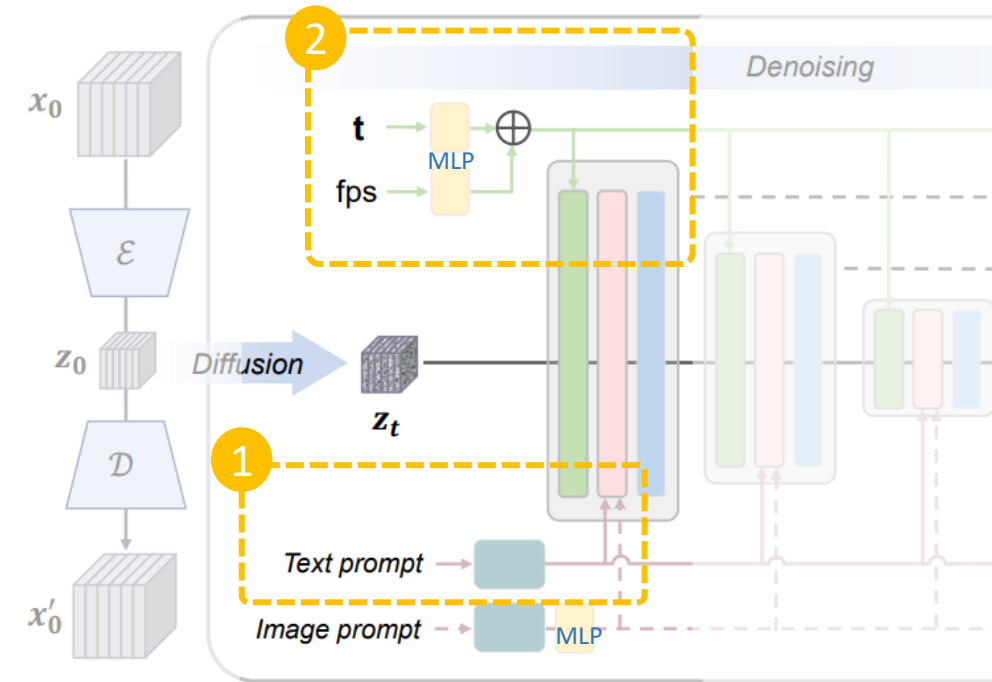 2
Denoising
x₀
t
MLP
fps
ℰ
z₀
Diffusion
zₜ
1
𝒟
Text prompt
x′₀
Image prompt
MLP